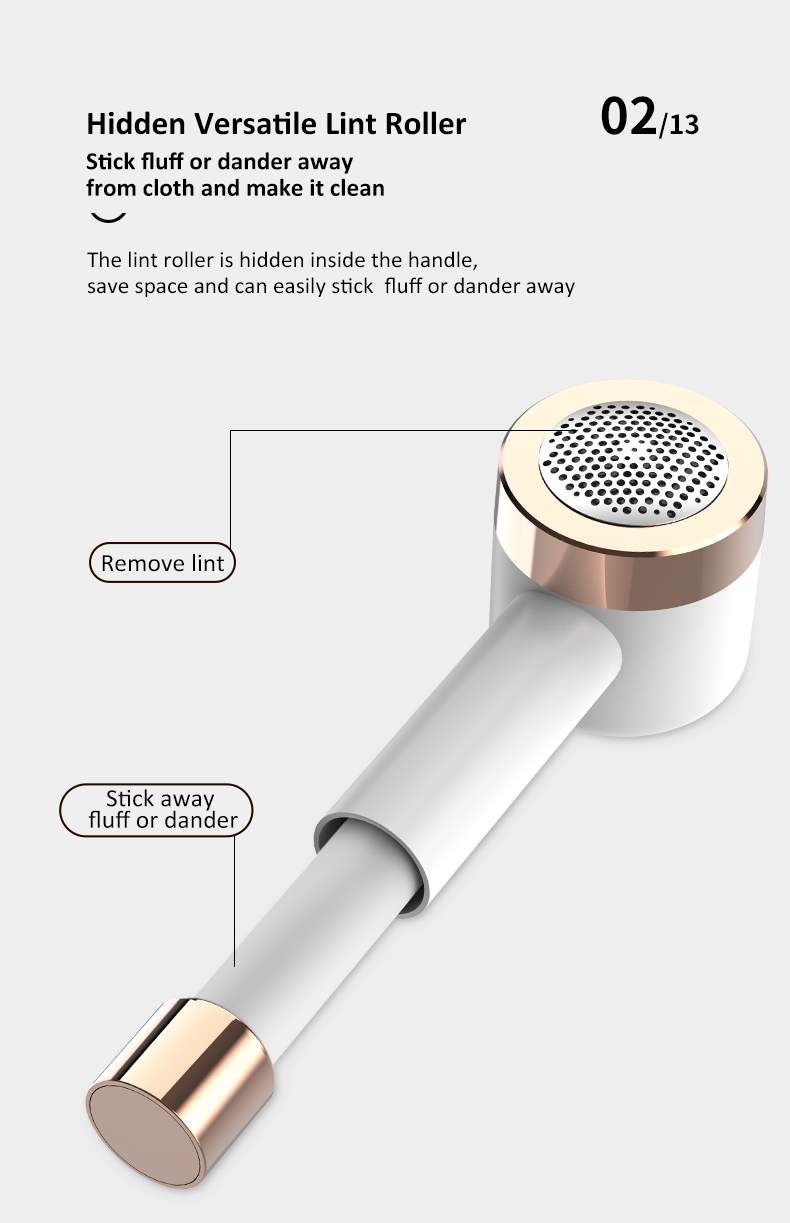 Hidden Versatile Lint Roller
02/13
Stick fluff or dander away
from cloth and make it clean
The lint roller is hidden inside the handle,
save space and can easily stick fluff or dander away
Remove lint
Stick away
fluff or dander